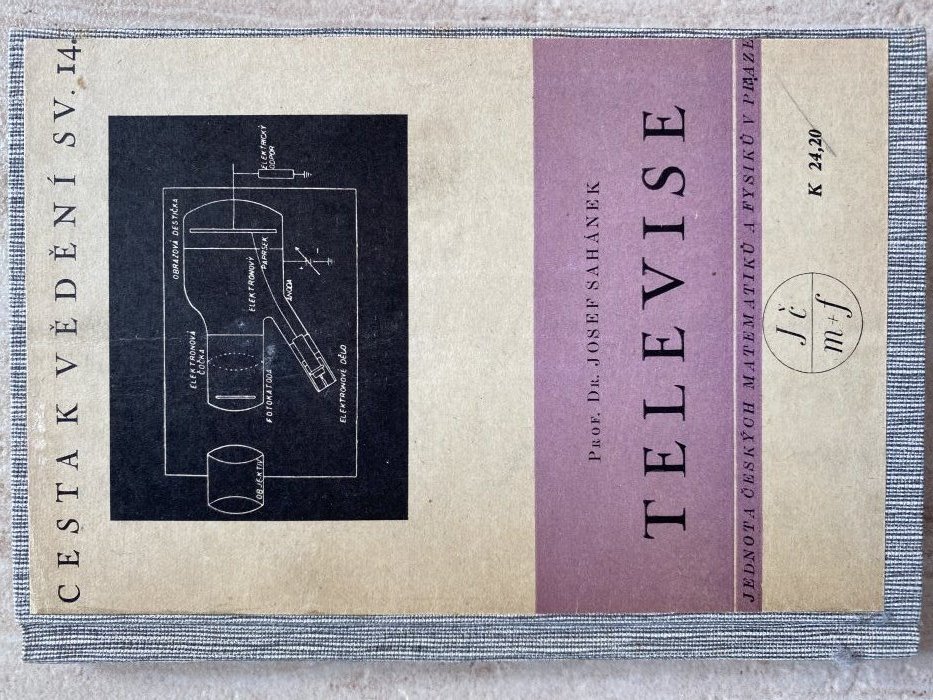 CESTA K VĚDĚNÍ SV. 14.
ELEKTRICKÝ
ODPOR
OBRAZOVÁ DESTIČKA
ELEKTRONOVÝ
PAPRSEK
ANODA
ELEKTRONOVÁ
ČOČKA
FOTOKATODA
ELEKTRONOVÉ DĚLO
OBJEKTIV
PROF. DR. JOSEF SAHÁNEK
TELEVISE
JEDNOTA ČESKÝCH MATEMATIKŮ A FYSIKŮ V PRAZE
J č
m+f
K 24,20